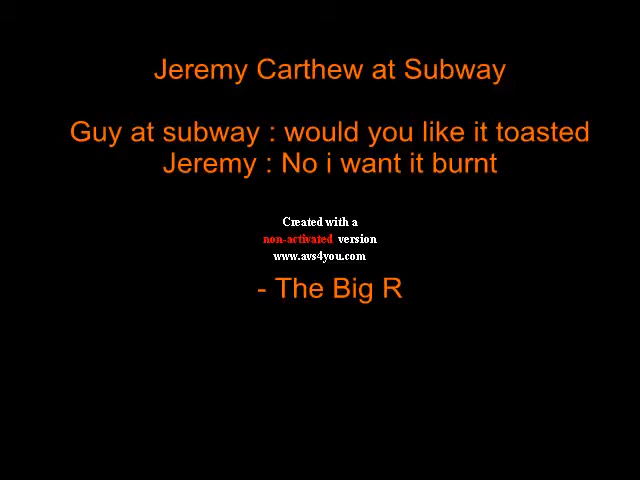 Jeremy Carthew at Subway
Guy at subway : would you like it toasted
Jeremy : No i want it burnt
Created with a
non-activated version
www.avs4you.com
- The Big R